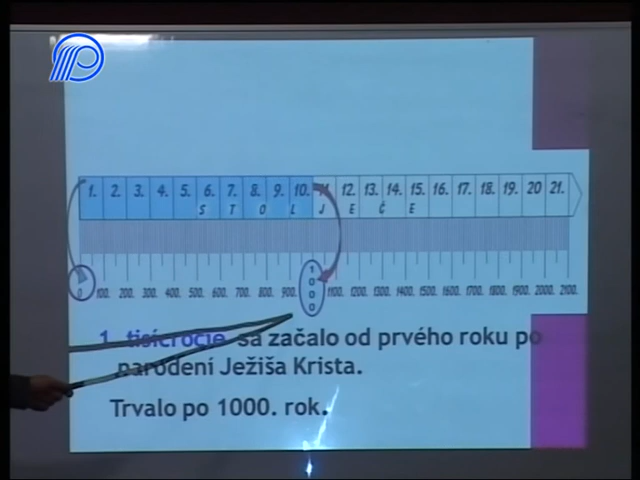 1. 2. 3. 4. 5. 6. 7. 8. 9. 10. 11. 12. 13. 14. 15. 16. 17. 18. 19. 20 21.
S T O L J E Č E
0 100. 200. 300. 400. 500. 600. 700. 800. 900. 1000 1100. 1200. 1300. 1400. 1500. 1600. 1700. 1800. 1900. 2000. 2100.
1. tisícročie sa začalo od prvého roku po
narodení Ježiša Krista.
Trvalo po 1000. rok.